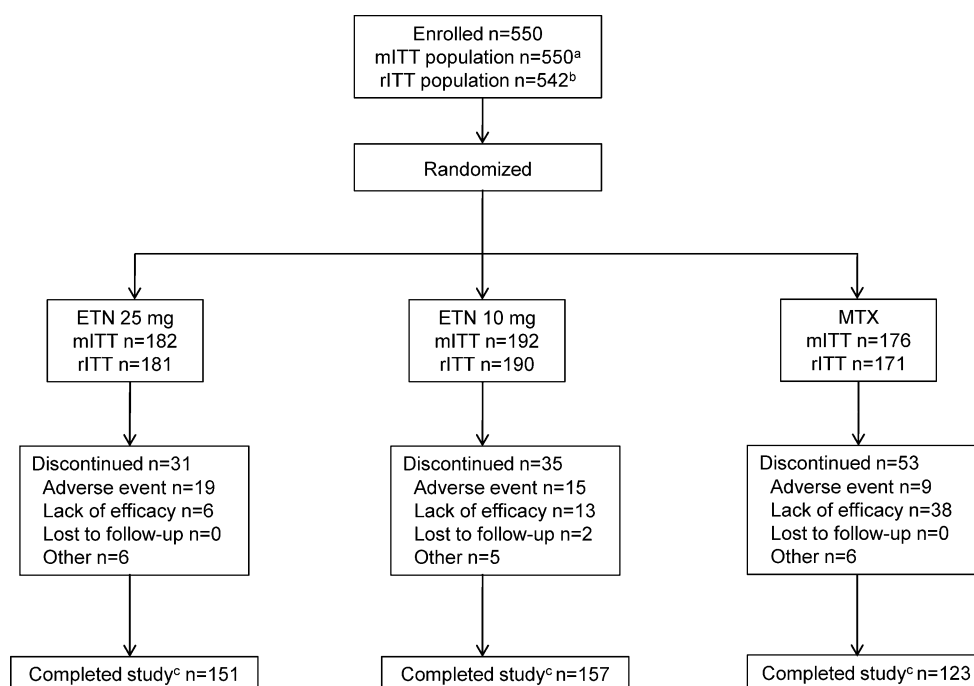 Enrolled n=550
mITT population n=550ᵃ
rITT population n=542ᵇ
Randomized
ETN 25 mg
mITT n=182
rITT n=181
ETN 10 mg
mITT n=192
rITT n=190
MTX
mITT n=176
rITT n=171
Discontinued n=31
Adverse event n=19
Lack of efficacy n=6
Lost to follow-up n=0
Other n=6
Discontinued n=35
Adverse event n=15
Lack of efficacy n=13
Lost to follow-up n=2
Other n=5
Discontinued n=53
Adverse event n=9
Lack of efficacy n=38
Lost to follow-up n=0
Other n=6
Completed studyᶜ n=151
Completed studyᶜ n=157
Completed studyᶜ n=123